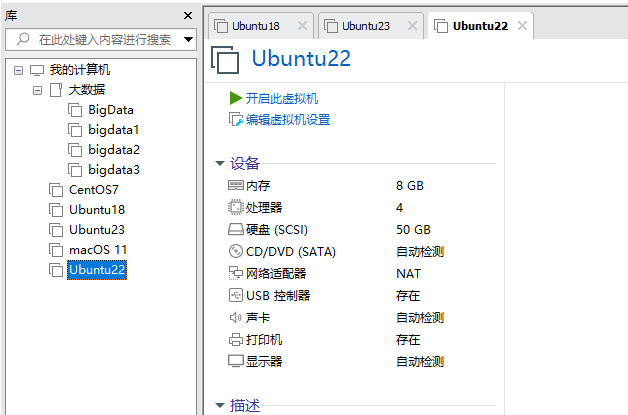 库
在此处键入内容进行搜索
我的计算机
大数据
BigData
bigdata1
bigdata2
bigdata3
CentOS7
Ubuntu18
Ubuntu23
macOS 11
Ubuntu22
Ubuntu18 Ubuntu23 Ubuntu22
Ubuntu22
开启此虚拟机
编辑虚拟机设置
设备
内存 8 GB
处理器 4
硬盘 (SCSI) 50 GB
CD/DVD (SATA) 自动检测
网络适配器 NAT
USB 控制器 存在
声卡 自动检测
打印机 存在
显示器 自动检测
描述